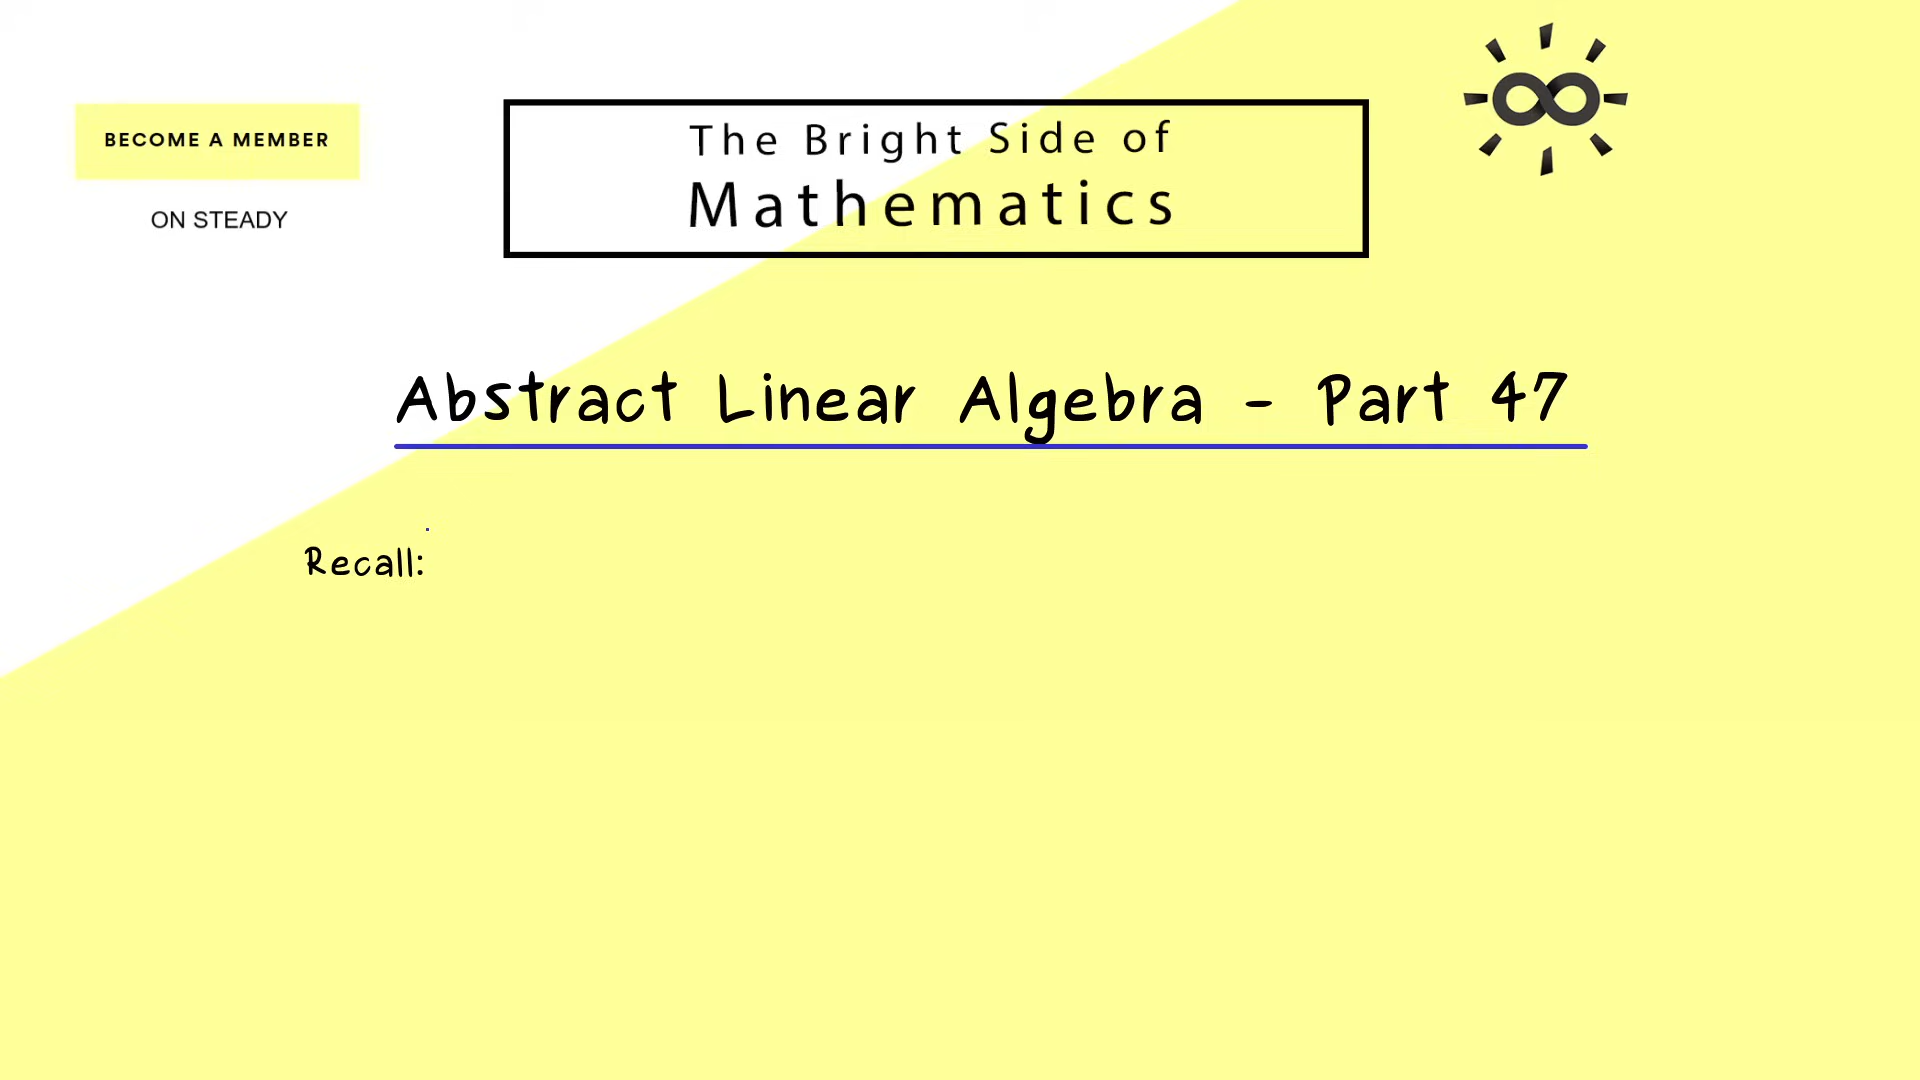 BECOME A MEMBER
ON STEADY
The Bright Side of
Mathematics
Abstract Linear Algebra - Part 47
Recall: